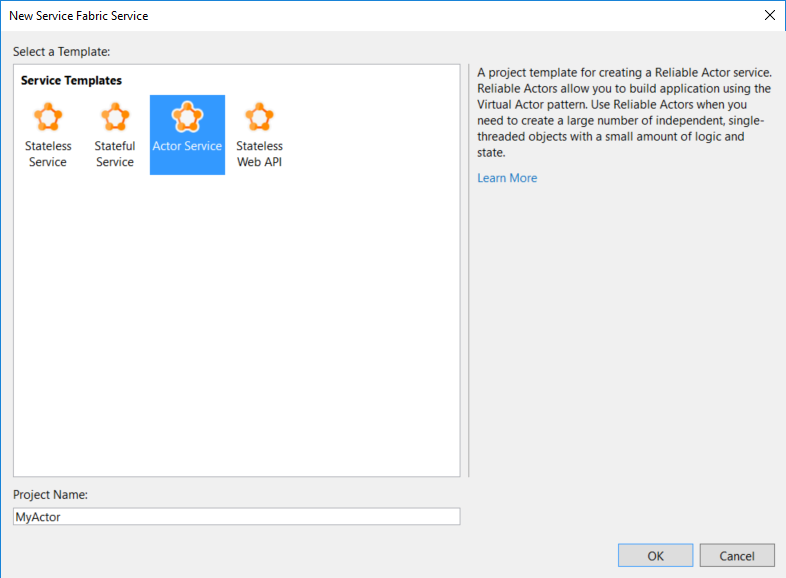 New Service Fabric Service
Select a Template:
Service Templates
Stateless
Service
Stateful
Service
Actor Service
Stateless
Web API
A project template for creating a Reliable Actor service.
Reliable Actors allow you to build application using the
Virtual Actor pattern. Use Reliable Actors when you
need to create a large number of independent, single-
threaded objects with a small amount of logic and
state.
Learn More
Project Name:
MyActor
OK
Cancel